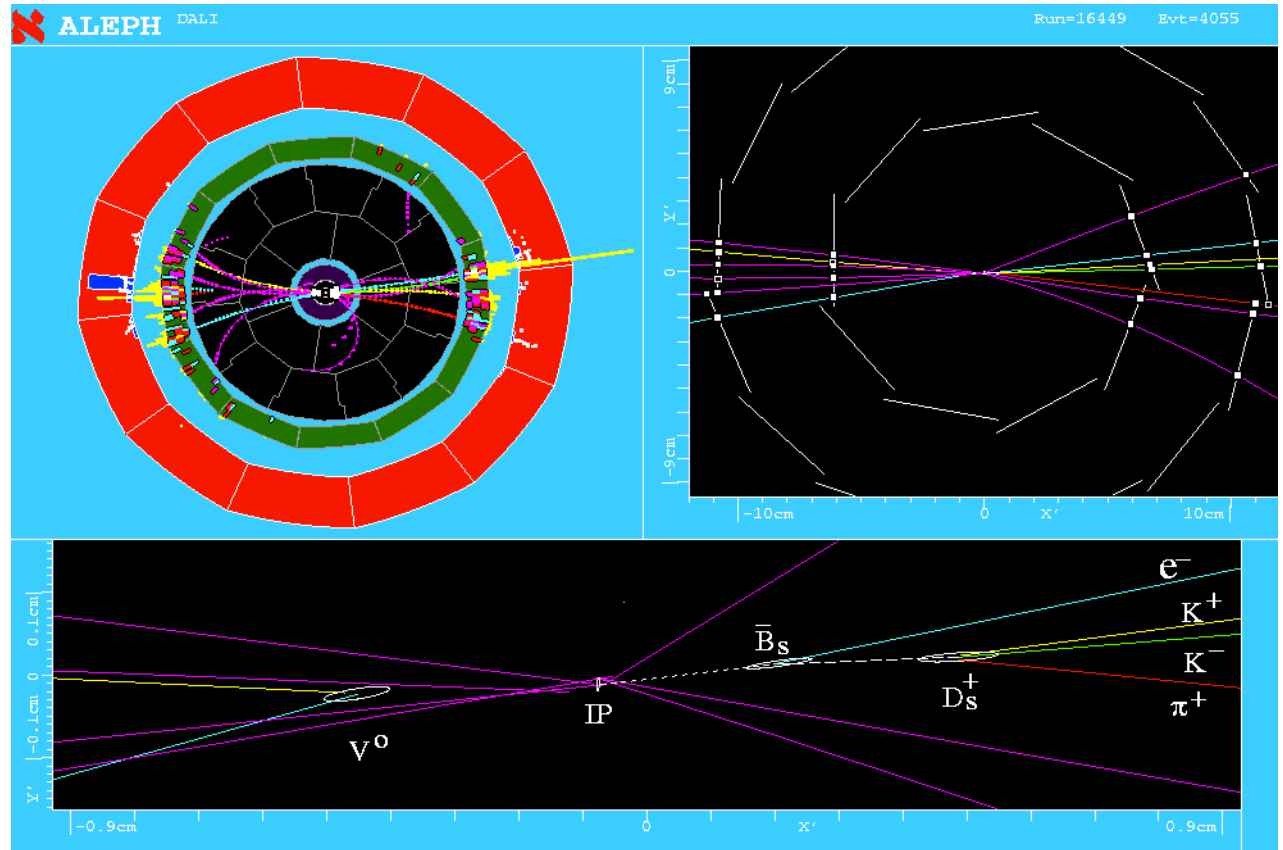 ALEPH DALI Run=16449 Evt=4055
9cm
Y'
0
-9cm
-10cm 0 X' 10cm
e⁻
K⁺
B̄s
K⁻
Ds⁺
π⁺
IP
V⁰
0.1cm
0
-0.1cm
Y'
-0.9cm 0 X' 0.9cm